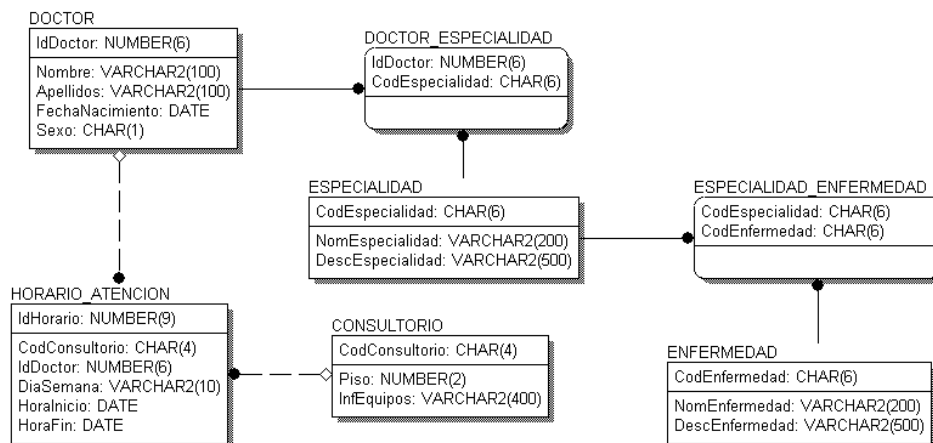 DOCTOR
IdDoctor: NUMBER(6)
Nombre: VARCHAR2(100)
Apellidos: VARCHAR2(100)
FechaNacimiento: DATE
Sexo: CHAR(1)
DOCTOR_ESPECIALIDAD
IdDoctor: NUMBER(6)
CodEspecialidad: CHAR(6)
ESPECIALIDAD
CodEspecialidad: CHAR(6)
NomEspecialidad: VARCHAR2(200)
DescEspecialidad: VARCHAR2(500)
ESPECIALIDAD_ENFERMEDAD
CodEspecialidad: CHAR(6)
CodEnfermedad: CHAR(6)
HORARIO_ATENCION
IdHorario: NUMBER(9)
CodConsultorio: CHAR(4)
IdDoctor: NUMBER(6)
DiaSemana: VARCHAR2(10)
HoraInicio: DATE
HoraFin: DATE
CONSULTORIO
CodConsultorio: CHAR(4)
Piso: NUMBER(2)
InfEquipos: VARCHAR2(400)
ENFERMEDAD
CodEnfermedad: CHAR(6)
NomEnfermedad: VARCHAR2(200)
DescEnfermedad: VARCHAR2(500)